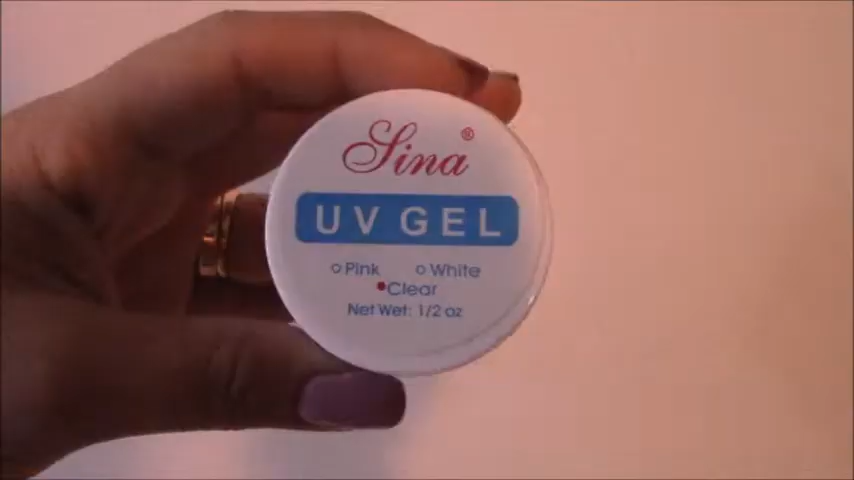 Sina®
UV GEL
Pink White
Clear
Net Wet: 1/2 oz